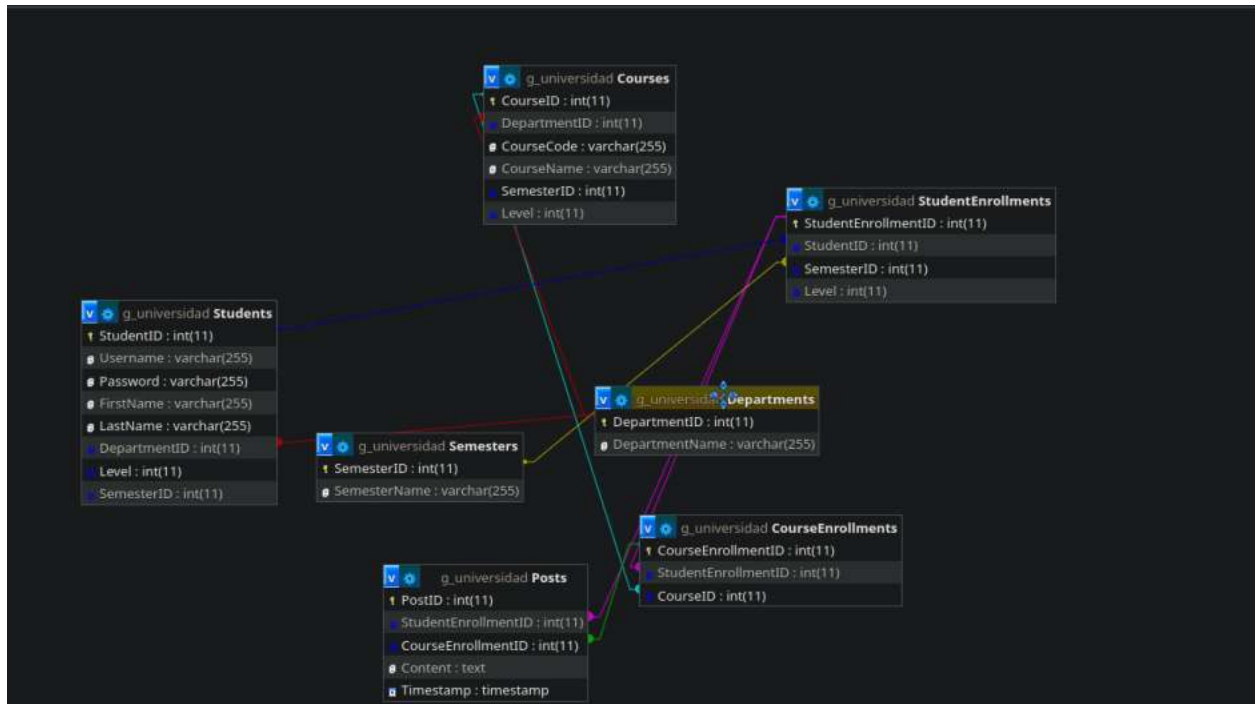 v g_universidad Courses
CourseID : int(11)
DepartmentID : int(11)
CourseCode : varchar(255)
CourseName : varchar(255)
SemesterID : int(11)
Level : int(11)
v g_universidad StudentEnrollments
StudentEnrollmentID : int(11)
StudentID : int(11)
SemesterID : int(11)
Level : int(11)
v g_universidad Students
StudentID : int(11)
Username : varchar(255)
Password : varchar(255)
FirstName : varchar(255)
LastName : varchar(255)
DepartmentID : int(11)
Level : int(11)
SemesterID : int(11)
v g_universidad Semesters
SemesterID : int(11)
SemesterName : varchar(255)
v g_universidad Departments
DepartmentID : int(11)
DepartmentName : varchar(255)
v g_universidad CourseEnrollments
CourseEnrollmentID : int(11)
StudentEnrollmentID : int(11)
CourseID : int(11)
v g_universidad Posts
PostID : int(11)
StudentEnrollmentID : int(11)
CourseEnrollmentID : int(11)
Content : text
Timestamp : timestamp